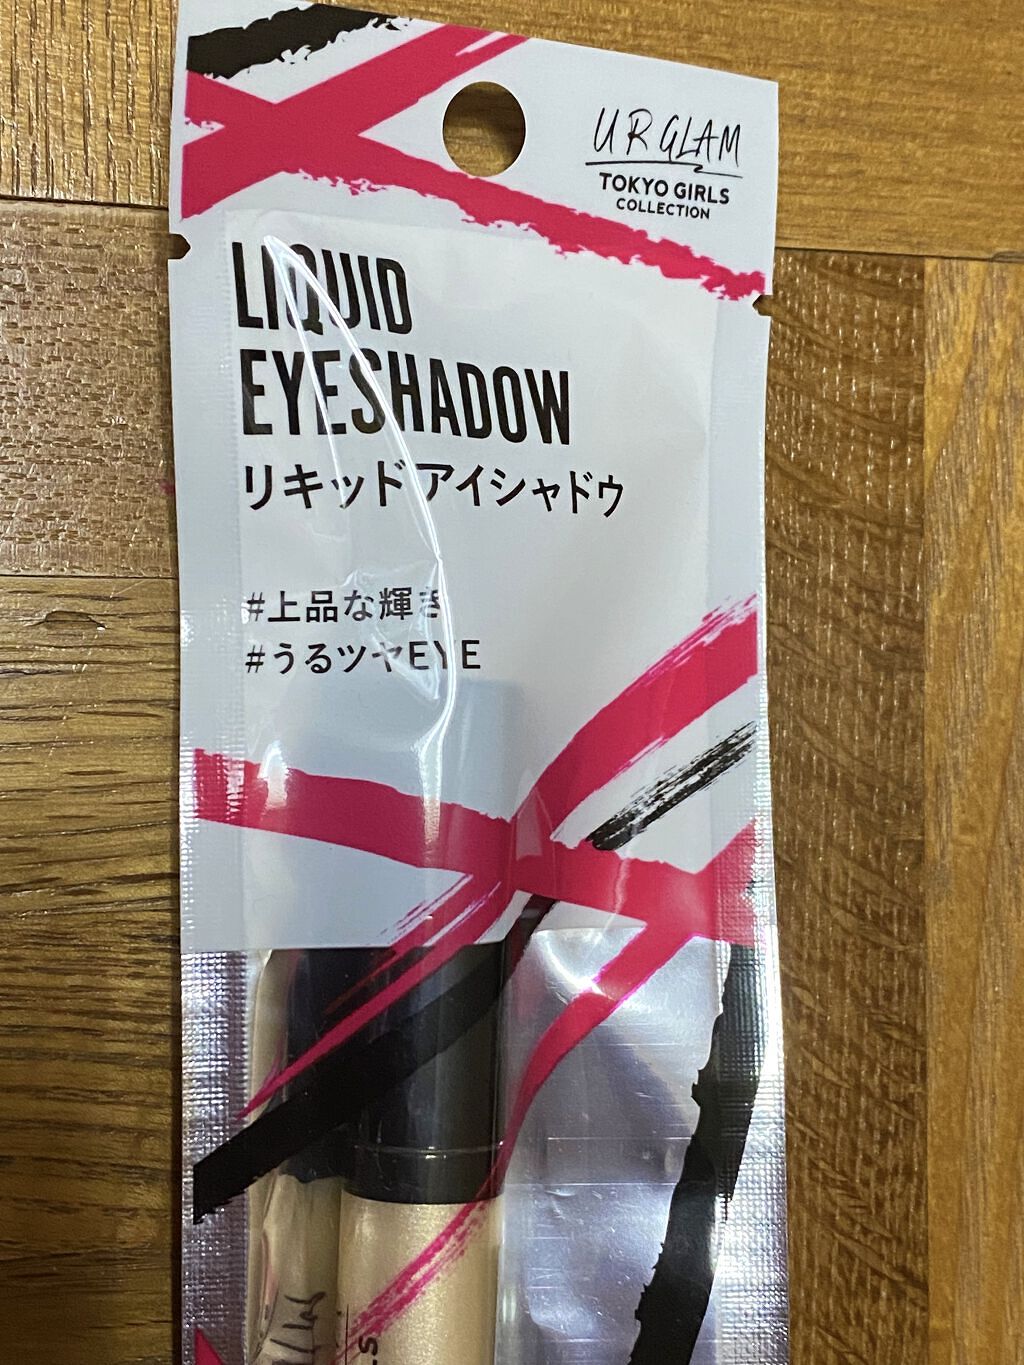 UR GLAM
TOKYO GIRLS
COLLECTION
LIQUID
EYESHADOW
リキッドアイシャドウ
#上品な輝き
#うるツヤEYE